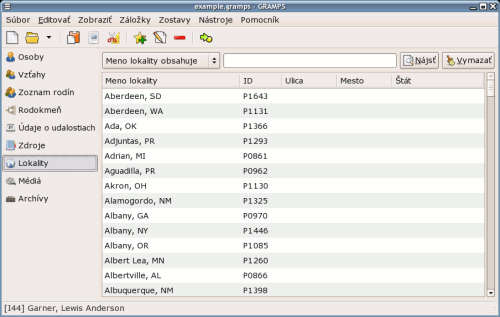 example.gramps - GRAMPS
Súbor Editovať Zobraziť Záložky Zostavy Nástroje Pomocník
Osoby
Vzťahy
Zoznam rodín
Rodokmeň
Údaje o udalostiach
Zdroje
Lokality
Médiá
Archívy
Meno lokality obsahuje Nájsť Vymazať
Meno lokality ID Ulica Mesto Štát
Aberdeen, SD P1643
Aberdeen, WA P1131
Ada, OK P1366
Adjuntas, PR P1293
Adrian, MI P0861
Aguadilla, PR P0962
Akron, OH P1130
Alamogordo, NM P1325
Albany, GA P0970
Albany, NY P1446
Albany, OR P1085
Albert Lea, MN P1260
Albertville, AL P0866
Albuquerque, NM P1398
[I44] Garner, Lewis Anderson